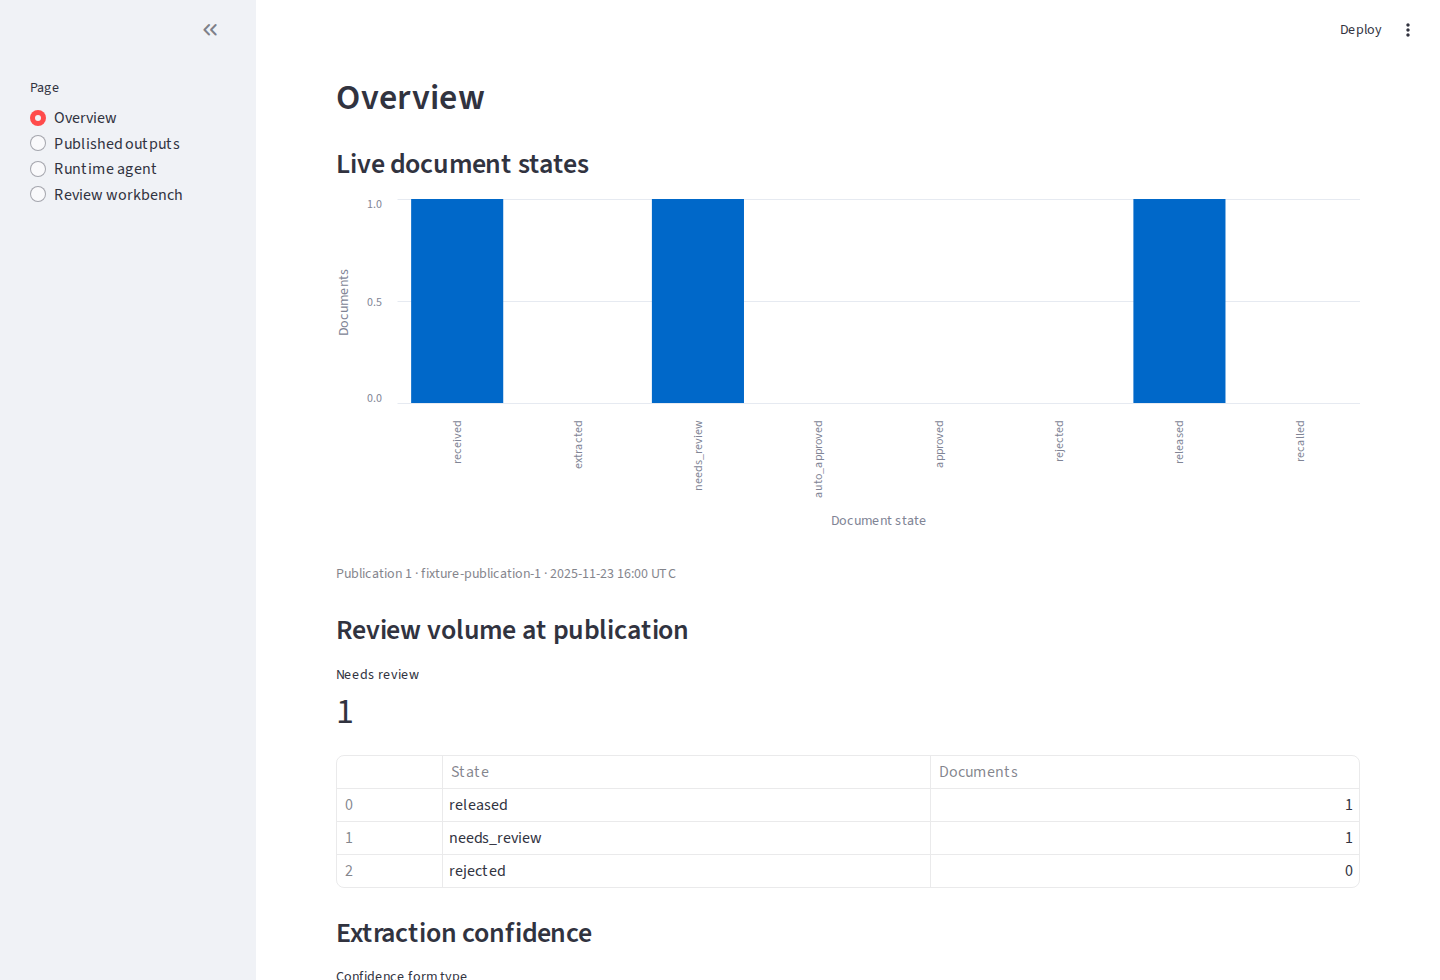 Deploy
Page
Overview
Published outputs
Runtime agent
Review workbench
Overview
Live document states
1.0
0.5
0.0
Documents
received
extracted
needs_review
auto_approved
approved
rejected
released
recalled
Document state
Publication 1 · fixture-publication-1 · 2025-11-23 16:00 UTC
Review volume at publication
Needs review
1
State Documents
0 released 1
1 needs_review 1
2 rejected 0
Extraction confidence
Confidence form type